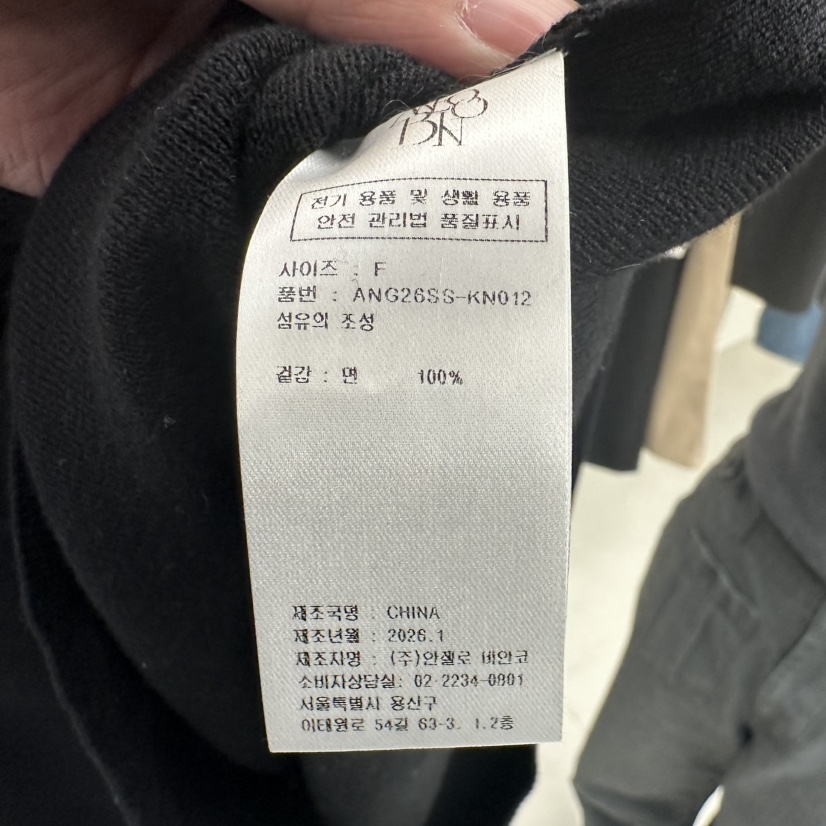 전기 용품 및 생활 용품
안전 관리법 품질표시
사이즈 : F
품번 : ANG26SS-KN012
섬유의 조성
겉감 : 면 100%
제조국명 : CHINA
제조년월 : 2026.1
제조자명 : (주)안젤로 비안코
소비자상담실: 02-2234-0801
서울특별시 용산구
이태원로 54길 63-3. 1.2층